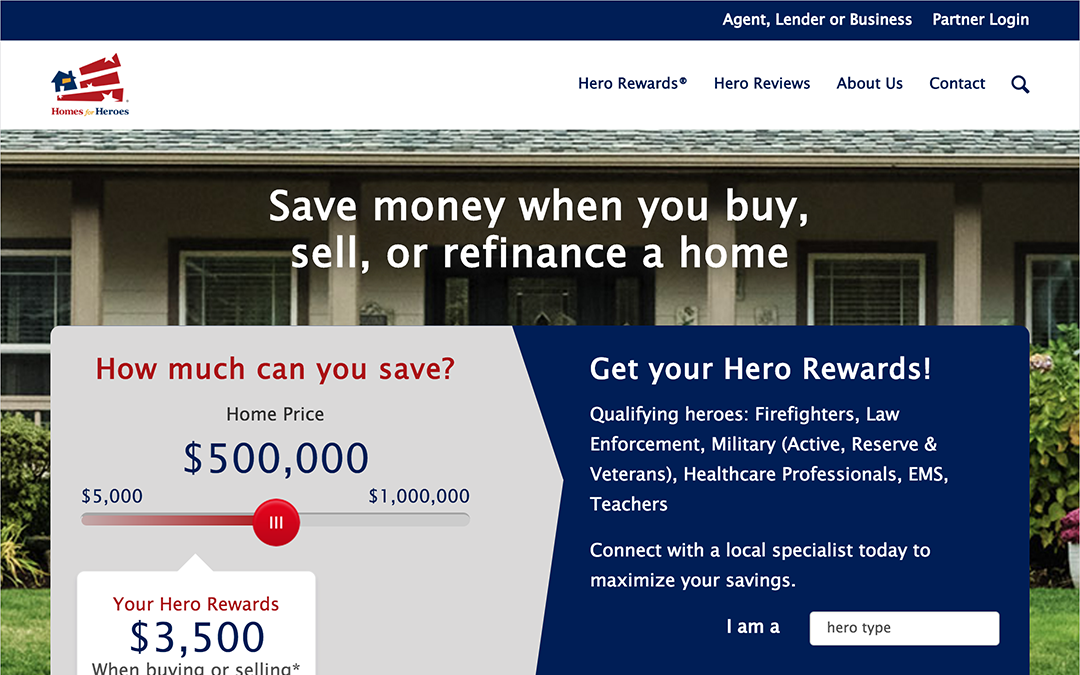 Agent, Lender or Business Partner Login
Homes for Heroes
Hero Rewards® Hero Reviews About Us Contact
Save money when you buy,
sell, or refinance a home
How much can you save?
Home Price
$500,000
$5,000 $1,000,000
Your Hero Rewards
$3,500
When buying or selling*
Get your Hero Rewards!
Qualifying heroes: Firefighters, Law
Enforcement, Military (Active, Reserve &
Veterans), Healthcare Professionals, EMS,
Teachers
Connect with a local specialist today to
maximize your savings.
I am a hero type